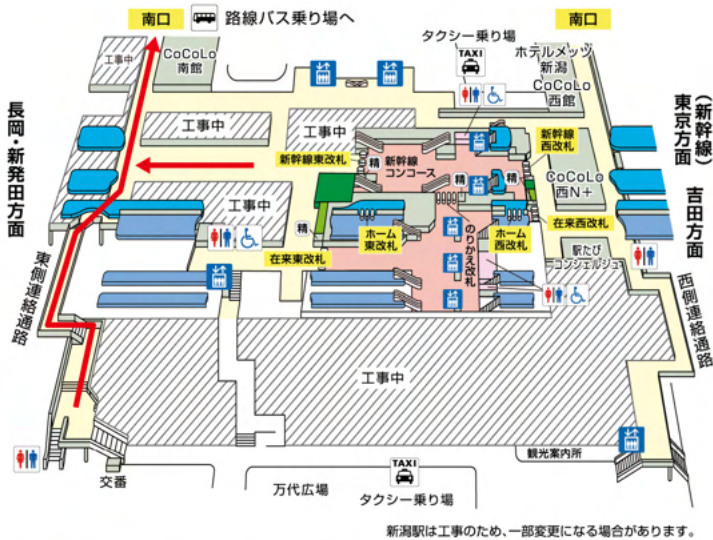 南口
路線バス乗り場へ
南口
タクシー乗り場
TAXI
工事中
CoCoLo
南館
ホテルメッツ
新潟
CoCoLo
西館
長岡・新発田方面
(新幹線)
東京方面
吉田方面
工事中
工事中
新幹線東改札
精
新幹線
コンコース
精
新幹線
西改札
CoCoLo
西N+
精
工事中
精
ホーム
東改札
のりかえ改札
ホーム
西改札
在来西改札
在来東改札
駅たび
コンシェルジュ
東側連絡通路
西側連絡通路
工事中
観光案内所
交番
万代広場
TAXI
タクシー乗り場
新潟駅は工事のため、一部変更になる場合があります。